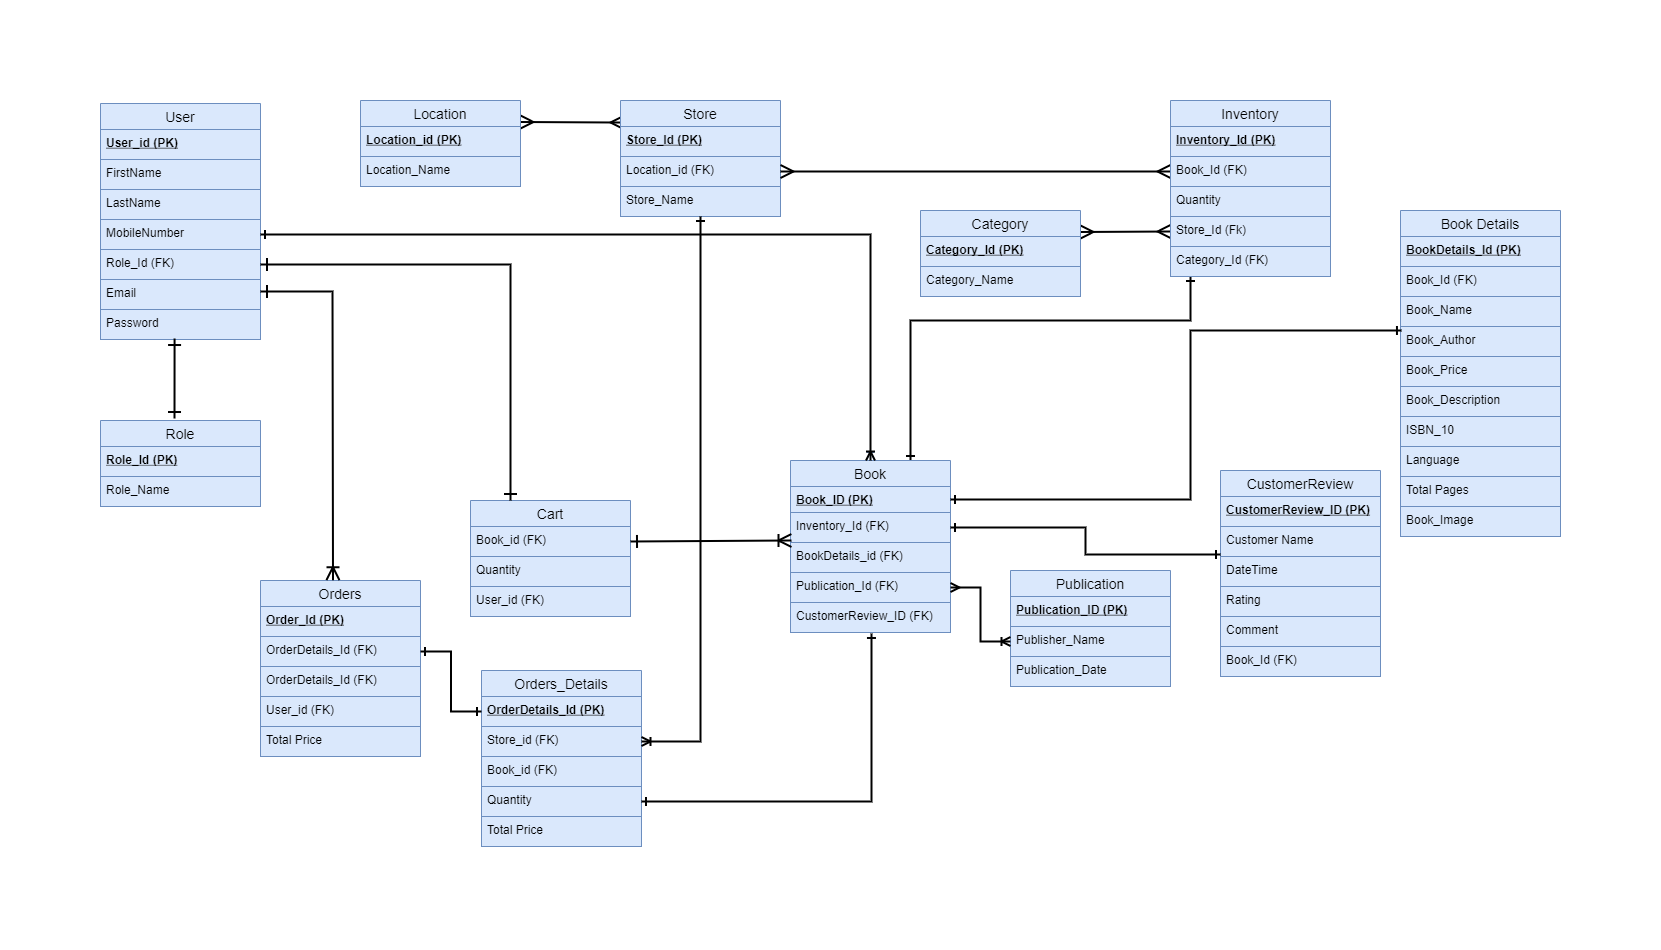 User
User_id (PK)
FirstName
LastName
MobileNumber
Role_Id (FK)
Email
Password
Location
Location_id (PK)
Location_Name
Store
Store_Id (PK)
Location_id (FK)
Store_Name
Inventory
Inventory_Id (PK)
Book_Id (FK)
Quantity
Store_Id (Fk)
Category_Id (FK)
Category
Category_Id (PK)
Category_Name
Book Details
BookDetails_Id (PK)
Book_Id (FK)
Book_Name
Book_Author
Book_Price
Book_Description
ISBN_10
Language
Total Pages
Book_Image
Role
Role_Id (PK)
Role_Name
Cart
Book_id (FK)
Quantity
User_id (FK)
Book
Book_ID (PK)
Inventory_Id (FK)
BookDetails_id (FK)
Publication_Id (FK)
CustomerReview_ID (FK)
CustomerReview
CustomerReview_ID (PK)
Customer Name
DateTime
Rating
Comment
Book_Id (FK)
Publication
Publication_ID (PK)
Publisher_Name
Publication_Date
Orders
Order_Id (PK)
OrderDetails_Id (FK)
OrderDetails_Id (FK)
User_id (FK)
Total Price
Orders_Details
OrderDetails_Id (PK)
Store_id (FK)
Book_id (FK)
Quantity
Total Price